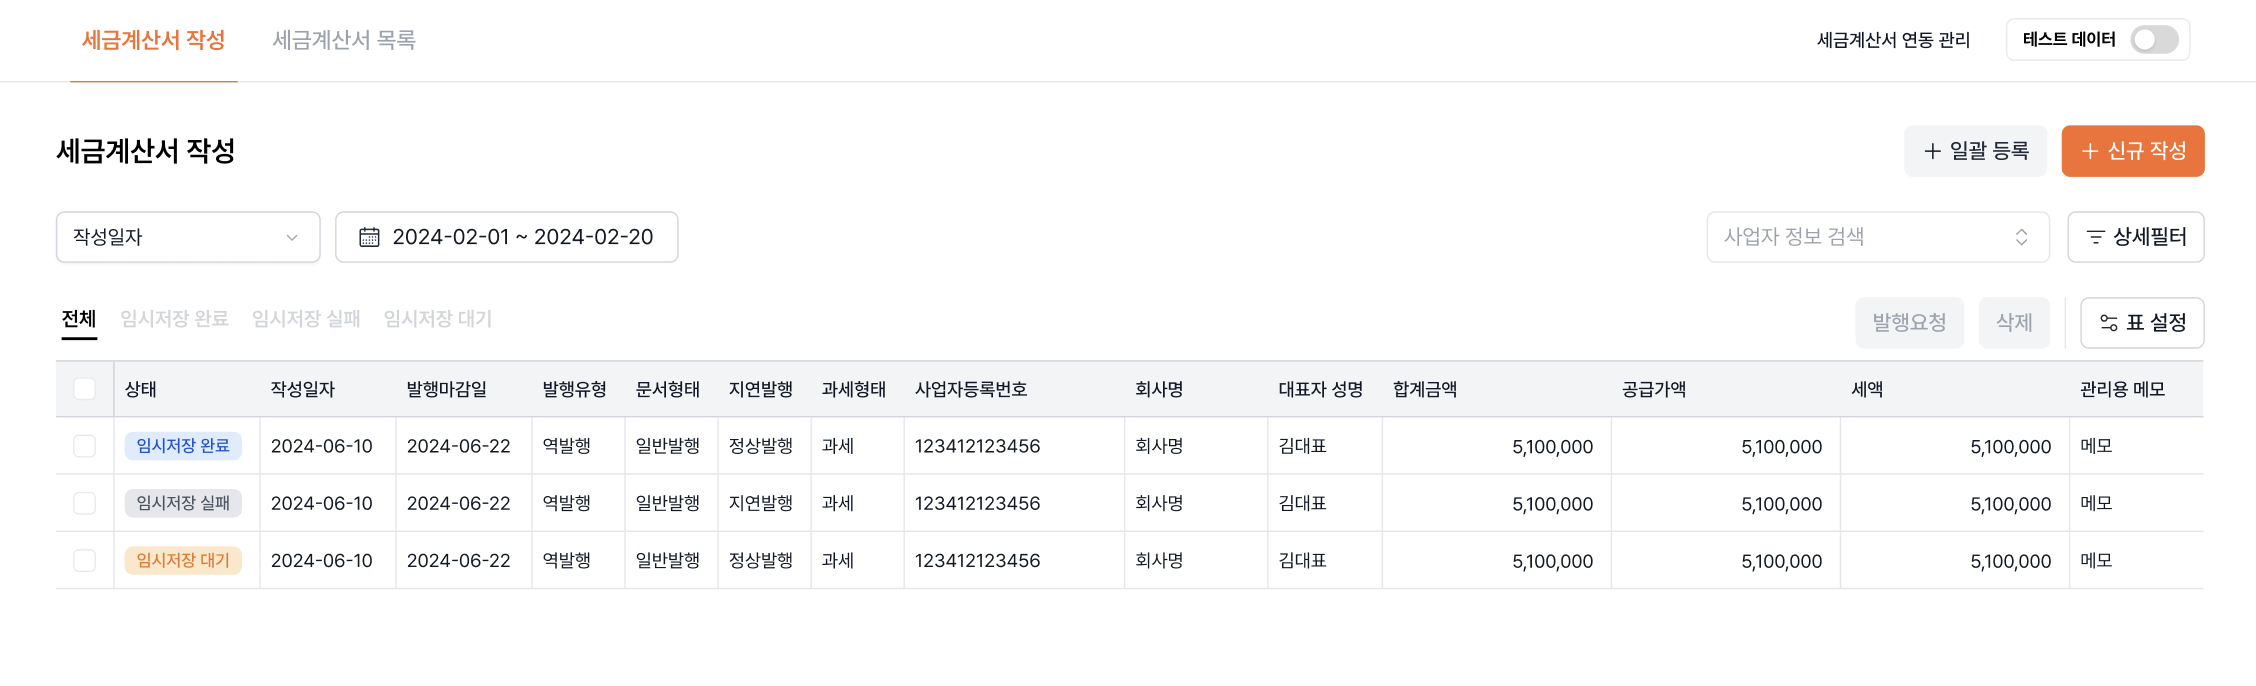 세금계산서 작성 세금계산서 목록 세금계산서 연동 관리 테스트 데이터
세금계산서 작성 + 일괄 등록 + 신규 작성
작성일자 2024-02-01 ~ 2024-02-20 사업자 정보 검색 상세필터
전체 임시저장 완료 임시저장 실패 임시저장 대기 발행요청 삭제 표 설정
상태 작성일자 발행마감일 발행유형 문서형태 지연발행 과세형태 사업자등록번호 회사명 대표자 성명 합계금액 공급가액 세액 관리용 메모
임시저장 완료 2024-06-10 2024-06-22 역발행 일반발행 정상발행 과세 123412123456 회사명 김대표 5,100,000 5,100,000 5,100,000 메모
임시저장 실패 2024-06-10 2024-06-22 역발행 일반발행 지연발행 과세 123412123456 회사명 김대표 5,100,000 5,100,000 5,100,000 메모
임시저장 대기 2024-06-10 2024-06-22 역발행 일반발행 정상발행 과세 123412123456 회사명 김대표 5,100,000 5,100,000 5,100,000 메모